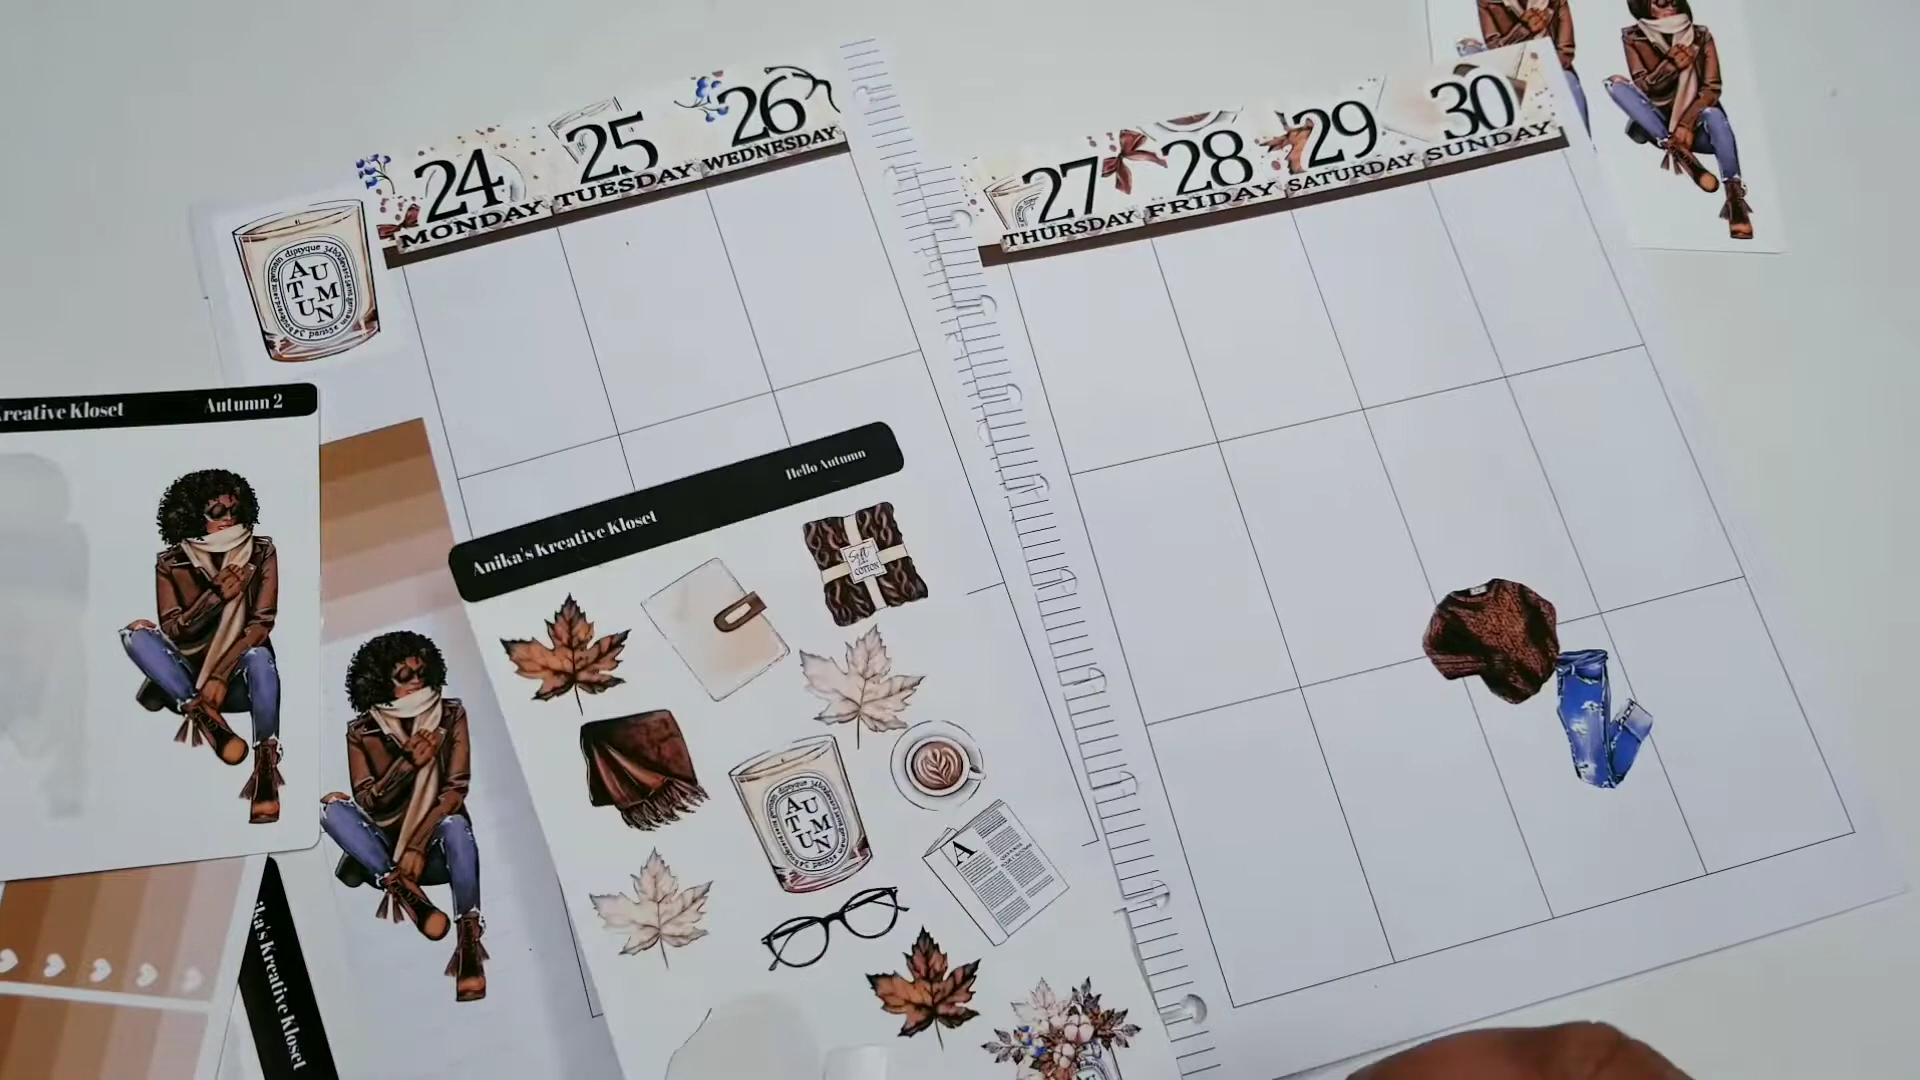 24 25 26
MONDAY TUESDAY WEDNESDAY
27 28 29 30
THURSDAY FRIDAY SATURDAY SUNDAY
AUTUMN
Kreative Kloset Autumn 2
Hello Autumn
Anika's Kreative Kloset
Soft
COTTON
diptyque
AUTUMN
A
Kreative Kloset